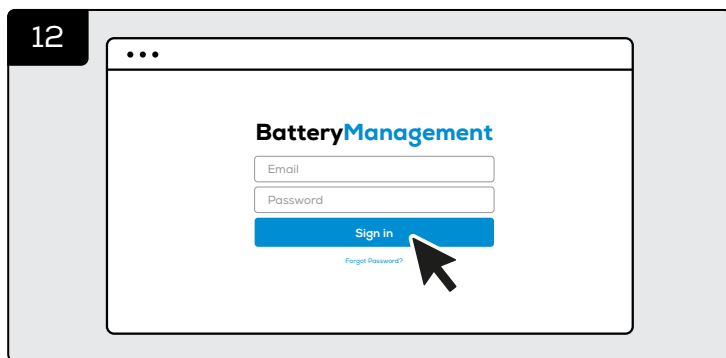 12
BatteryManagement
Email
Password
Sign in
Forgot Password?